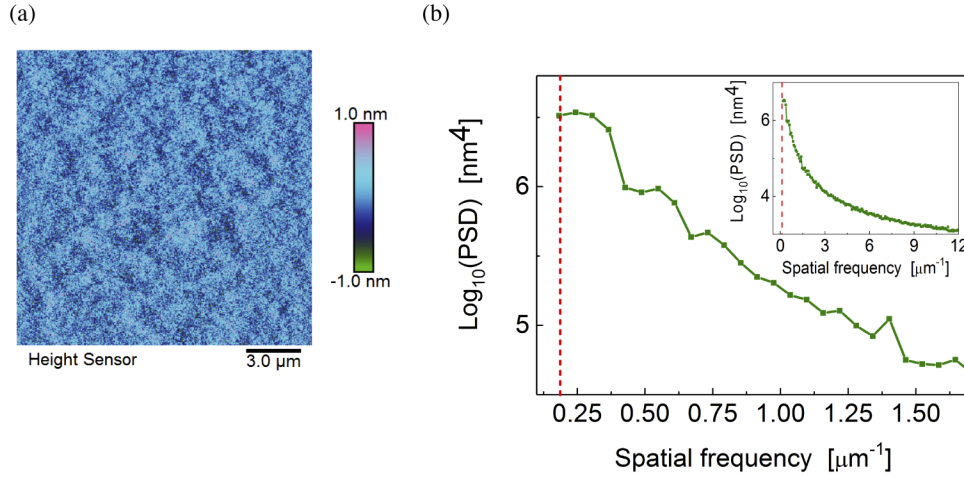 (a)
(b)
1.0 nm
-1.0 nm
Height Sensor
3.0 μm
Log10(PSD) [nm4]
6
5
0.25 0.50 0.75 1.00 1.25 1.50
Spatial frequency [μm-1]
Log10(PSD) [nm4]
6
4
0 3 6 9 12
Spatial frequency [μm-1]